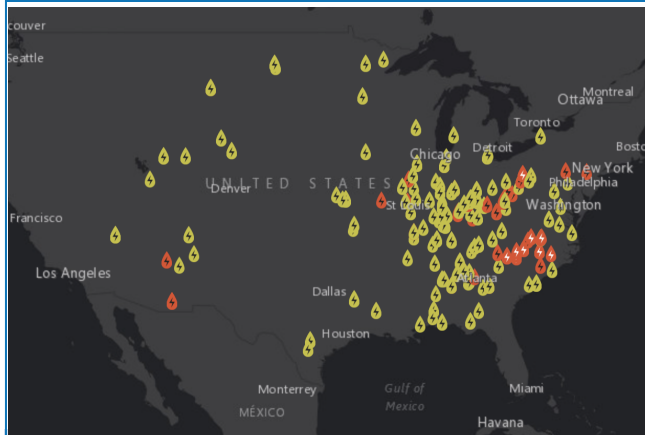 couver
Seattle
Montreal
Ottawa
Toronto
Bosto
Chicago
Detroit
New York
Philadelphia
UNITED STATES
Denver
St Louis
Washington
Francisco
Los Angeles
Atlanta
Dallas
Houston
Monterrey
Gulf of
Mexico
Miami
MÉXICO
Havana